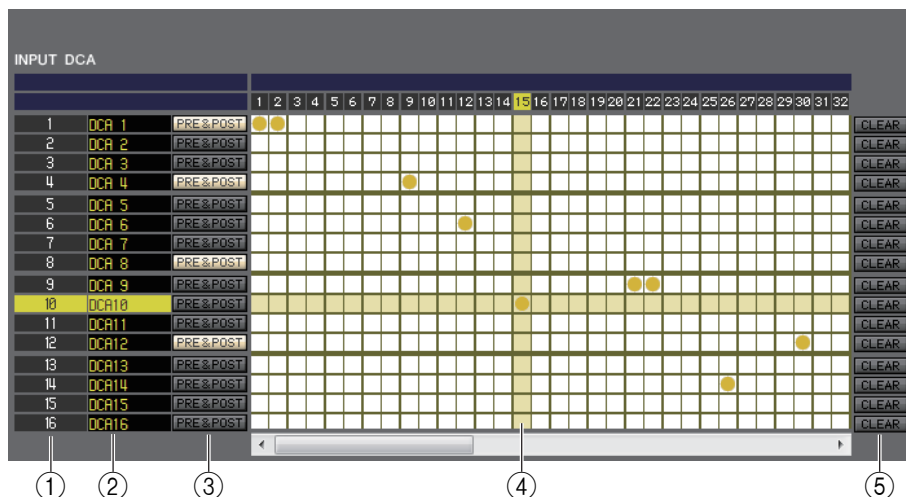 INPUT DCA
1 2 3 4 5 6 7 8 9 10 11 12 13 14 15 16 17 18 19 20 21 22 23 24 25 26 27 28 29 30 31 32
1 DCA 1 PRE&POST CLEAR
2 DCA 2 PRE&POST CLEAR
3 DCA 3 PRE&POST CLEAR
4 DCA 4 PRE&POST CLEAR
5 DCA 5 PRE&POST CLEAR
6 DCA 6 PRE&POST CLEAR
7 DCA 7 PRE&POST CLEAR
8 DCA 8 PRE&POST CLEAR
9 DCA 9 PRE&POST CLEAR
10 DCA10 PRE&POST CLEAR
11 DCA11 PRE&POST CLEAR
12 DCA12 PRE&POST CLEAR
13 DCA13 PRE&POST CLEAR
14 DCA14 PRE&POST CLEAR
15 DCA15 PRE&POST CLEAR
16 DCA16 PRE&POST CLEAR
1 2 3 4 5